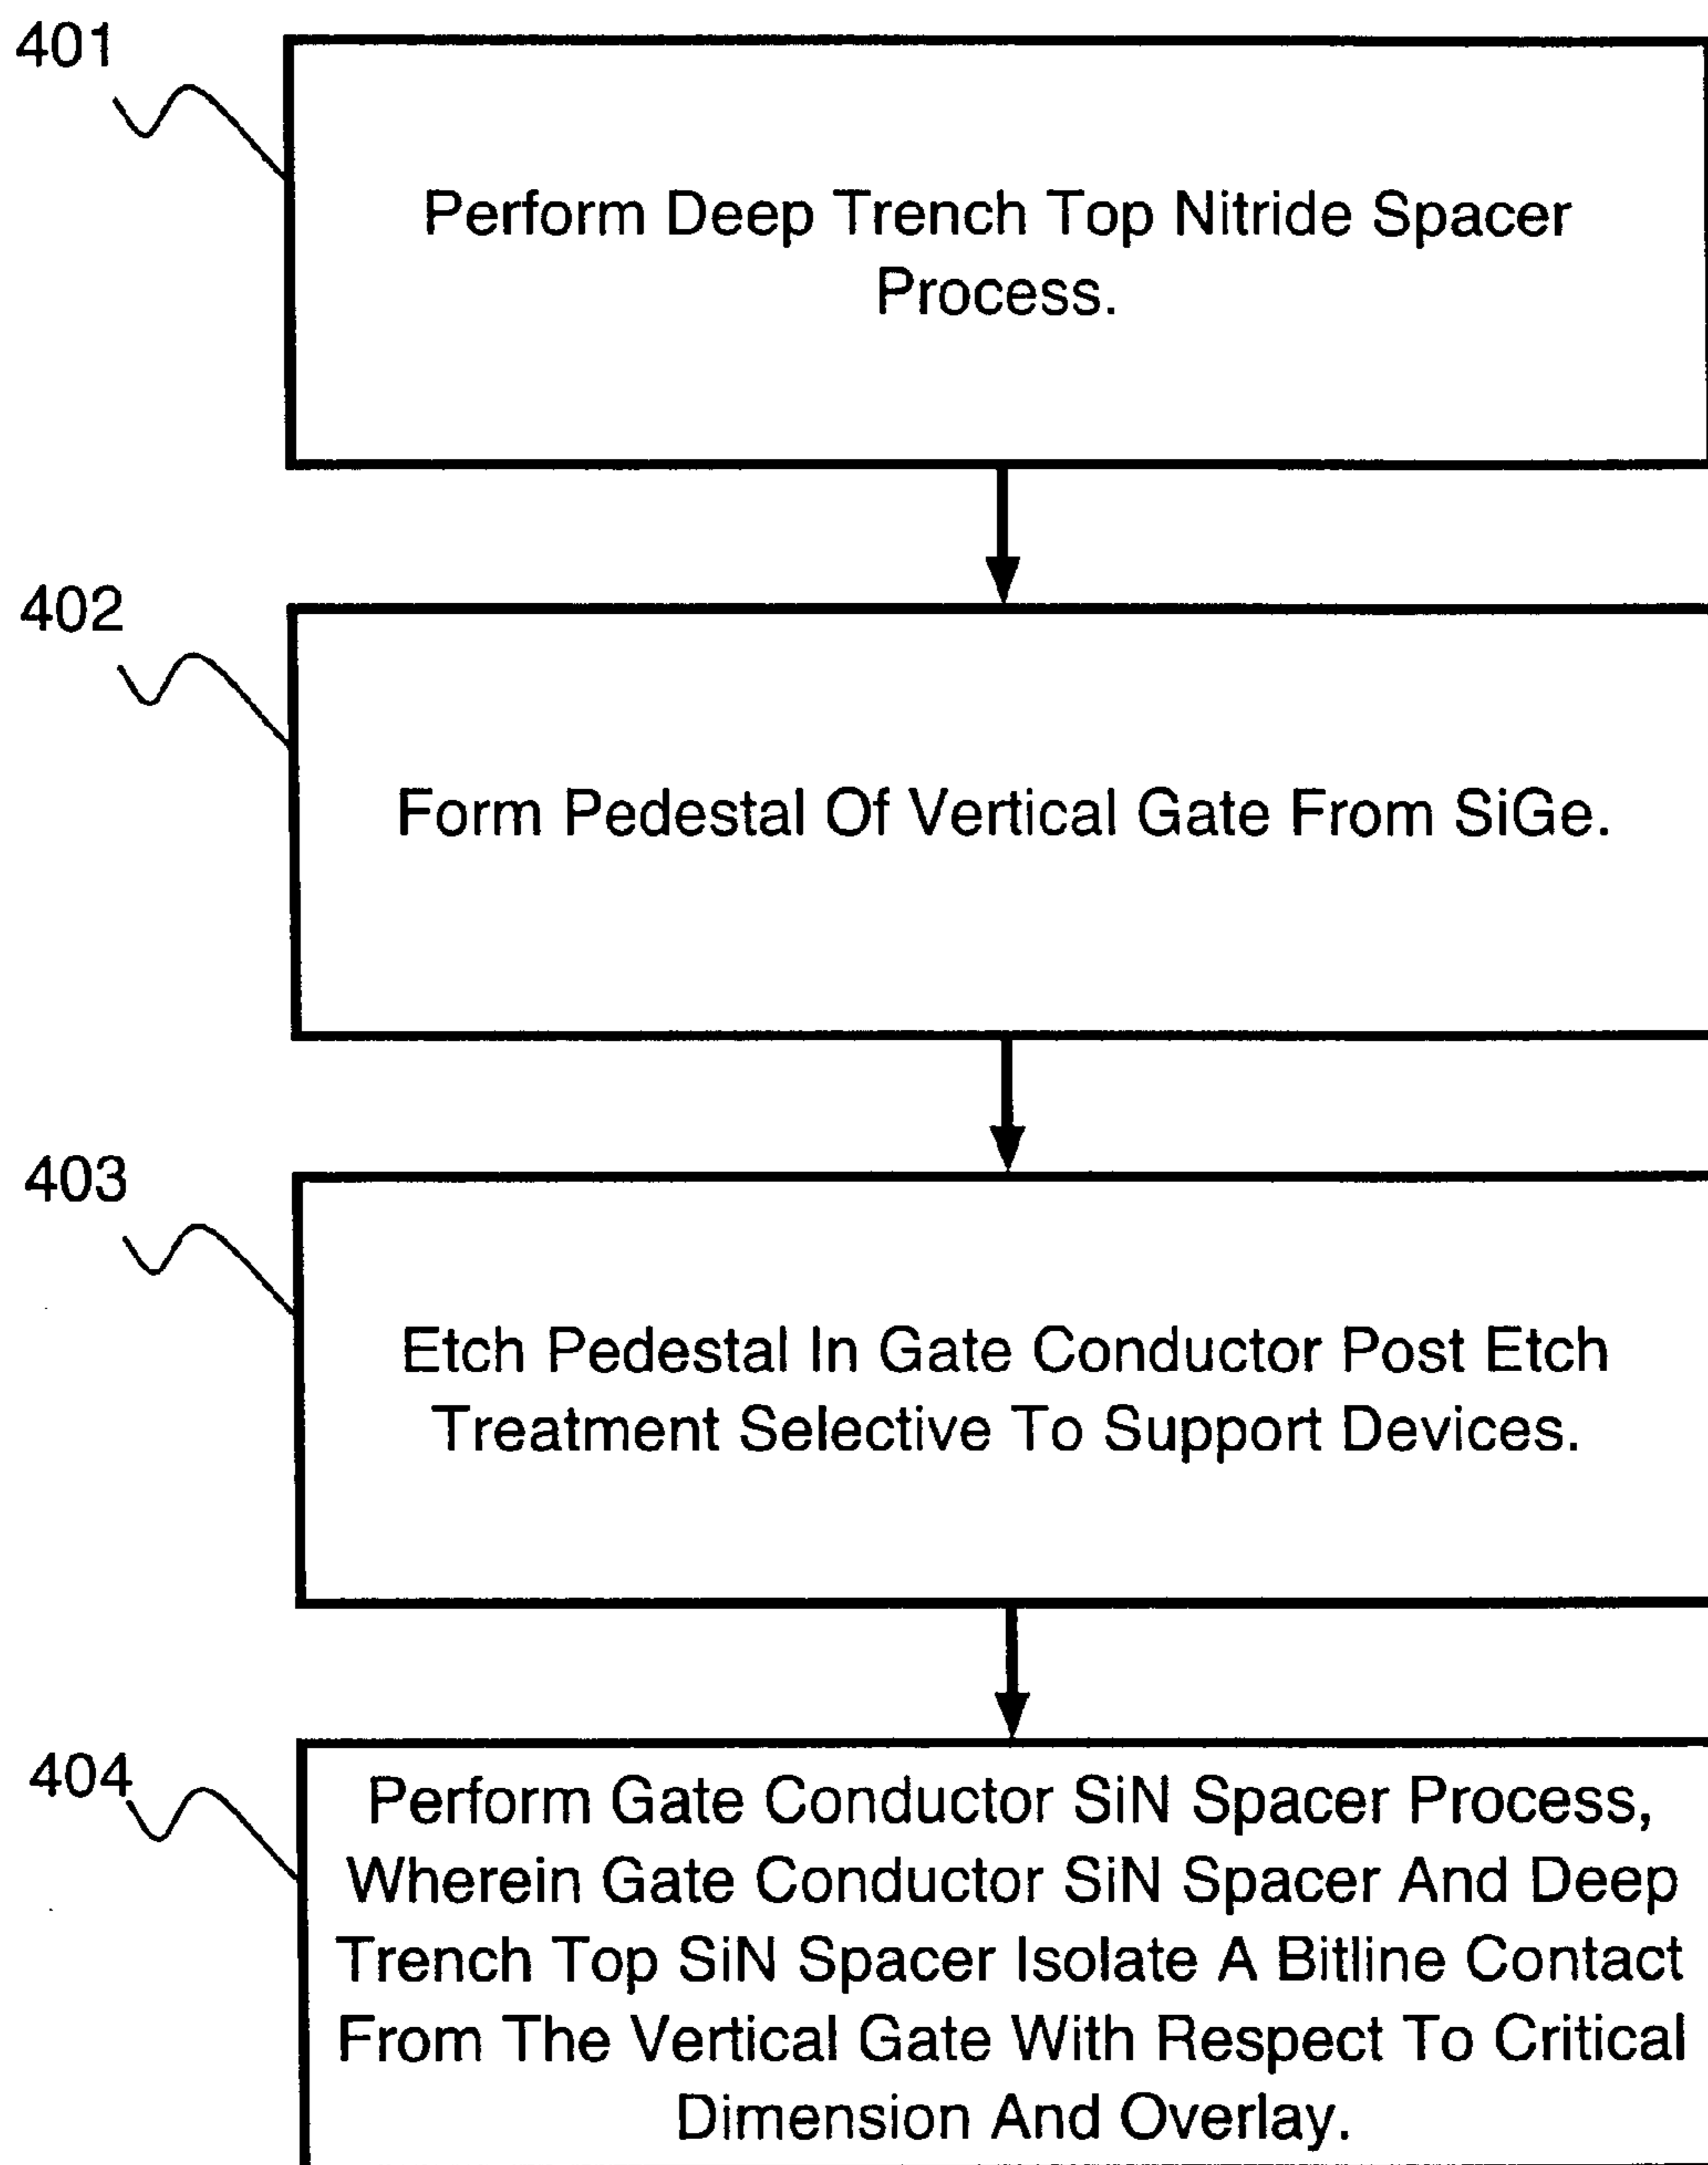 401
Perform Deep Trench Top Nitride Spacer
Process.
402
Form Pedestal Of Vertical Gate From SiGe.
403
Etch Pedestal In Gate Conductor Post Etch
Treatment Selective To Support Devices.
404
Perform Gate Conductor SiN Spacer Process,
Wherein Gate Conductor SiN Spacer And Deep
Trench Top SiN Spacer Isolate A Bitline Contact
From The Vertical Gate With Respect To Critical
Dimension And Overlay.